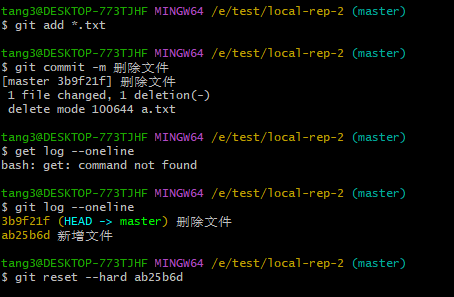 tang3@DESKTOP-773TJHF MINGW64 /e/test/local-rep-2 (master)
$ git add *.txt
tang3@DESKTOP-773TJHF MINGW64 /e/test/local-rep-2 (master)
$ git commit -m 删除文件
[master 3b9f21f] 删除文件
 1 file changed, 1 deletion(-)
 delete mode 100644 a.txt
tang3@DESKTOP-773TJHF MINGW64 /e/test/local-rep-2 (master)
$ get log --oneline
bash: get: command not found
tang3@DESKTOP-773TJHF MINGW64 /e/test/local-rep-2 (master)
$ git log --oneline
3b9f21f (HEAD -> master) 删除文件
ab25b6d 新增文件
tang3@DESKTOP-773TJHF MINGW64 /e/test/local-rep-2 (master)
$ git reset --hard ab25b6d